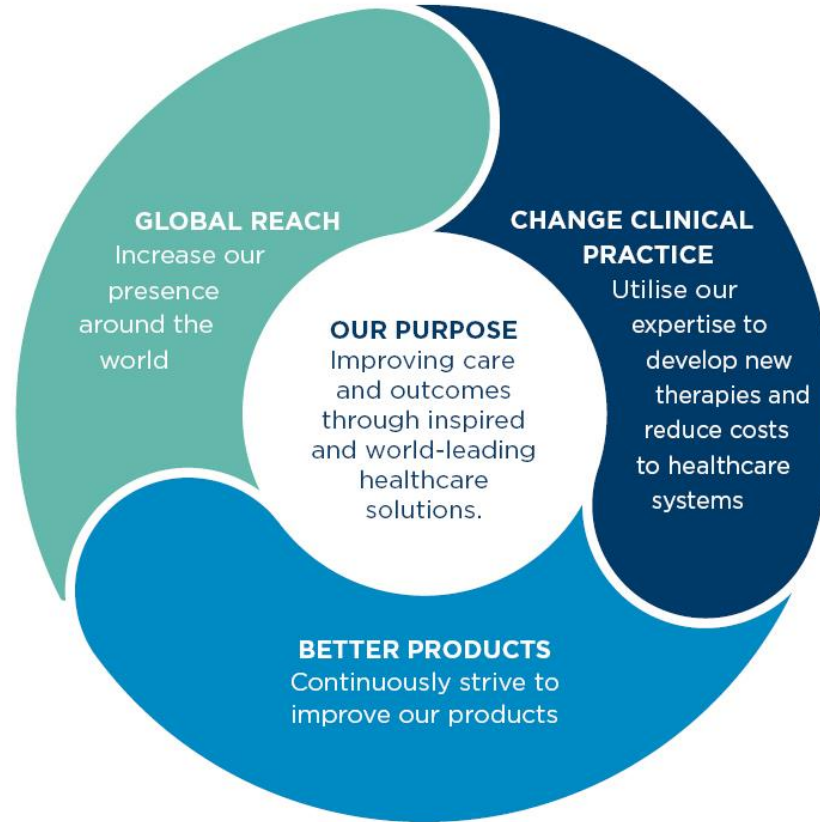 GLOBAL REACH
Increase our
presence
around the
world
CHANGE CLINICAL
PRACTICE
Utilise our
expertise to
develop new
therapies and
reduce costs
to healthcare
systems
OUR PURPOSE
Improving care
and outcomes
through inspired
and world-leading
healthcare
solutions.
BETTER PRODUCTS
Continuously strive to
improve our products